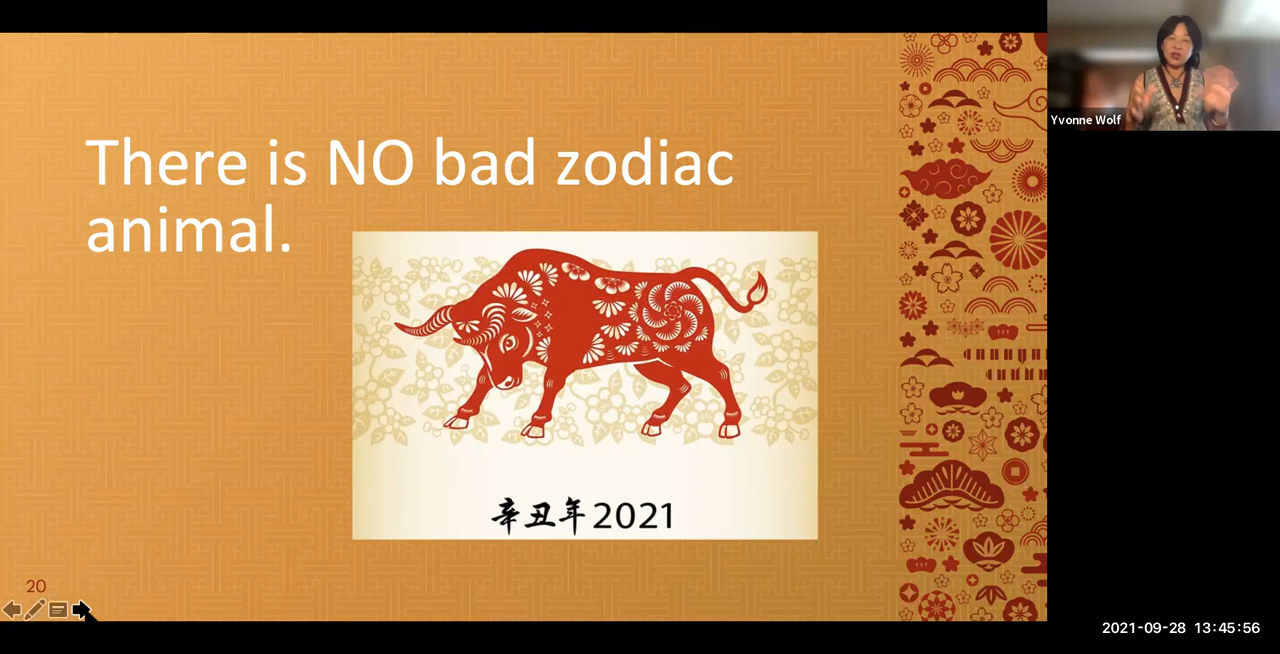 There is NO bad zodiac
animal.
辛丑年2021
20
Yvonne Wolf
2021-09-28 13:45:56